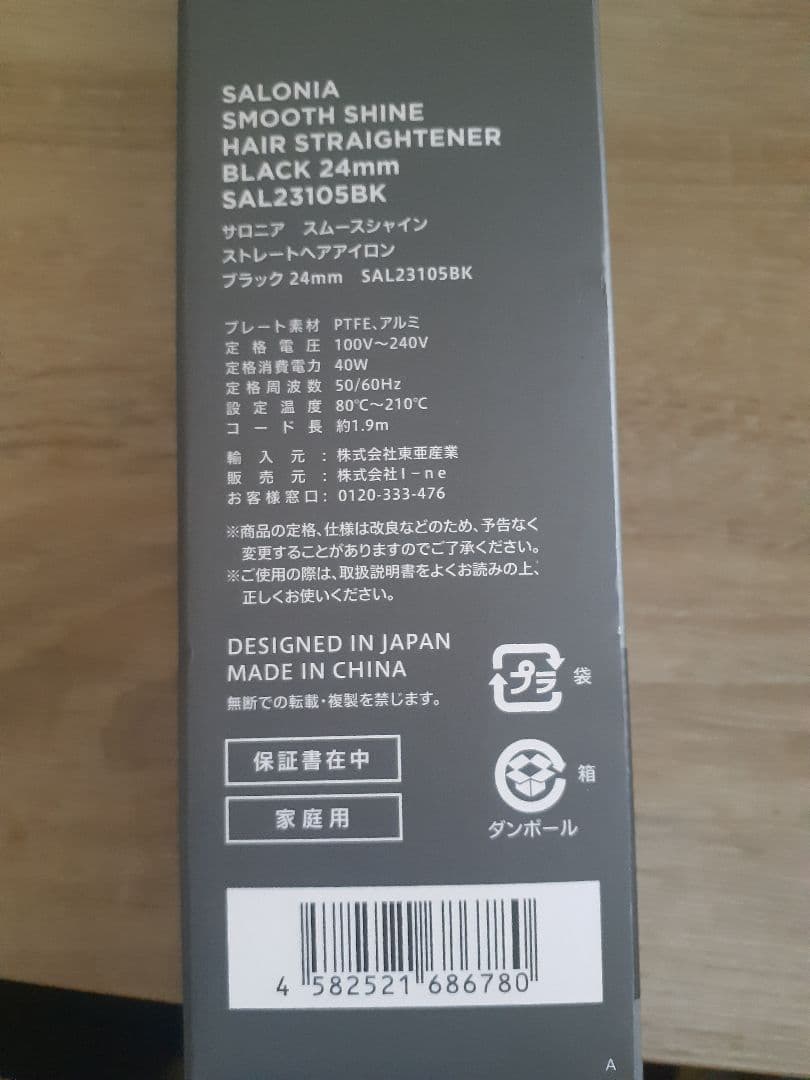 SALONIA
SMOOTH SHINE
HAIR STRAIGHTENER
BLACK 24mm
SAL23105BK
サロニア スムースシャイン
ストレートヘアアイロン
ブラック 24mm SAL23105BK
プレート素材 PTFE、アルミ
定格電圧 100V〜240V
定格消費電力 40W
定格周波数 50/60Hz
設定温度 80℃〜210℃
コード長 約1.9m
輸入元：株式会社東亜産業
販売元：株式会社I-ne
お客様窓口：0120-333-476
※商品の定格、仕様は改良などのため、予告なく
変更することがありますのでご了承ください。
※ご使用の際は、取扱説明書をよくお読みの上、
正しくお使いください。
DESIGNED IN JAPAN
MADE IN CHINA
無断での転載・複製を禁じます。
プラ 袋
保証書在中
箱
家庭用
ダンボール
4 582521 686780
A